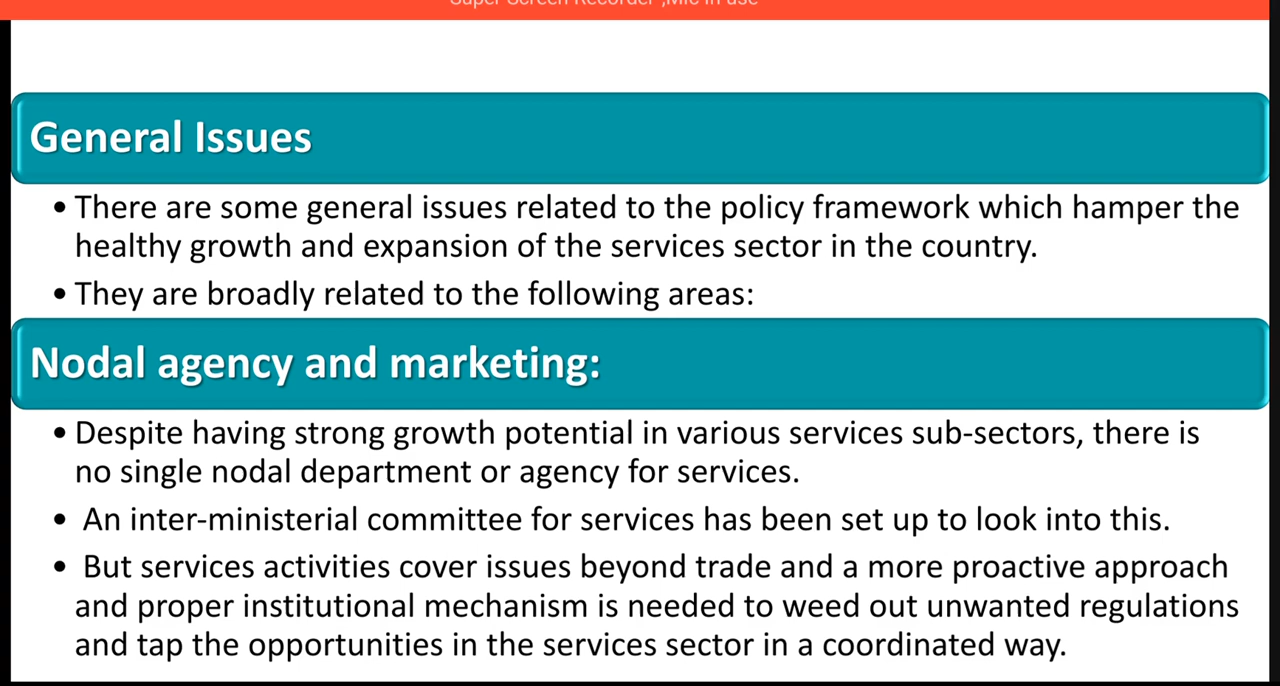 Super Screen Recorder ,Mic in use
General Issues
• There are some general issues related to the policy framework which hamper the
healthy growth and expansion of the services sector in the country.
• They are broadly related to the following areas:
Nodal agency and marketing:
• Despite having strong growth potential in various services sub-sectors, there is
no single nodal department or agency for services.
• An inter-ministerial committee for services has been set up to look into this.
• But services activities cover issues beyond trade and a more proactive approach
and proper institutional mechanism is needed to weed out unwanted regulations
and tap the opportunities in the services sector in a coordinated way.